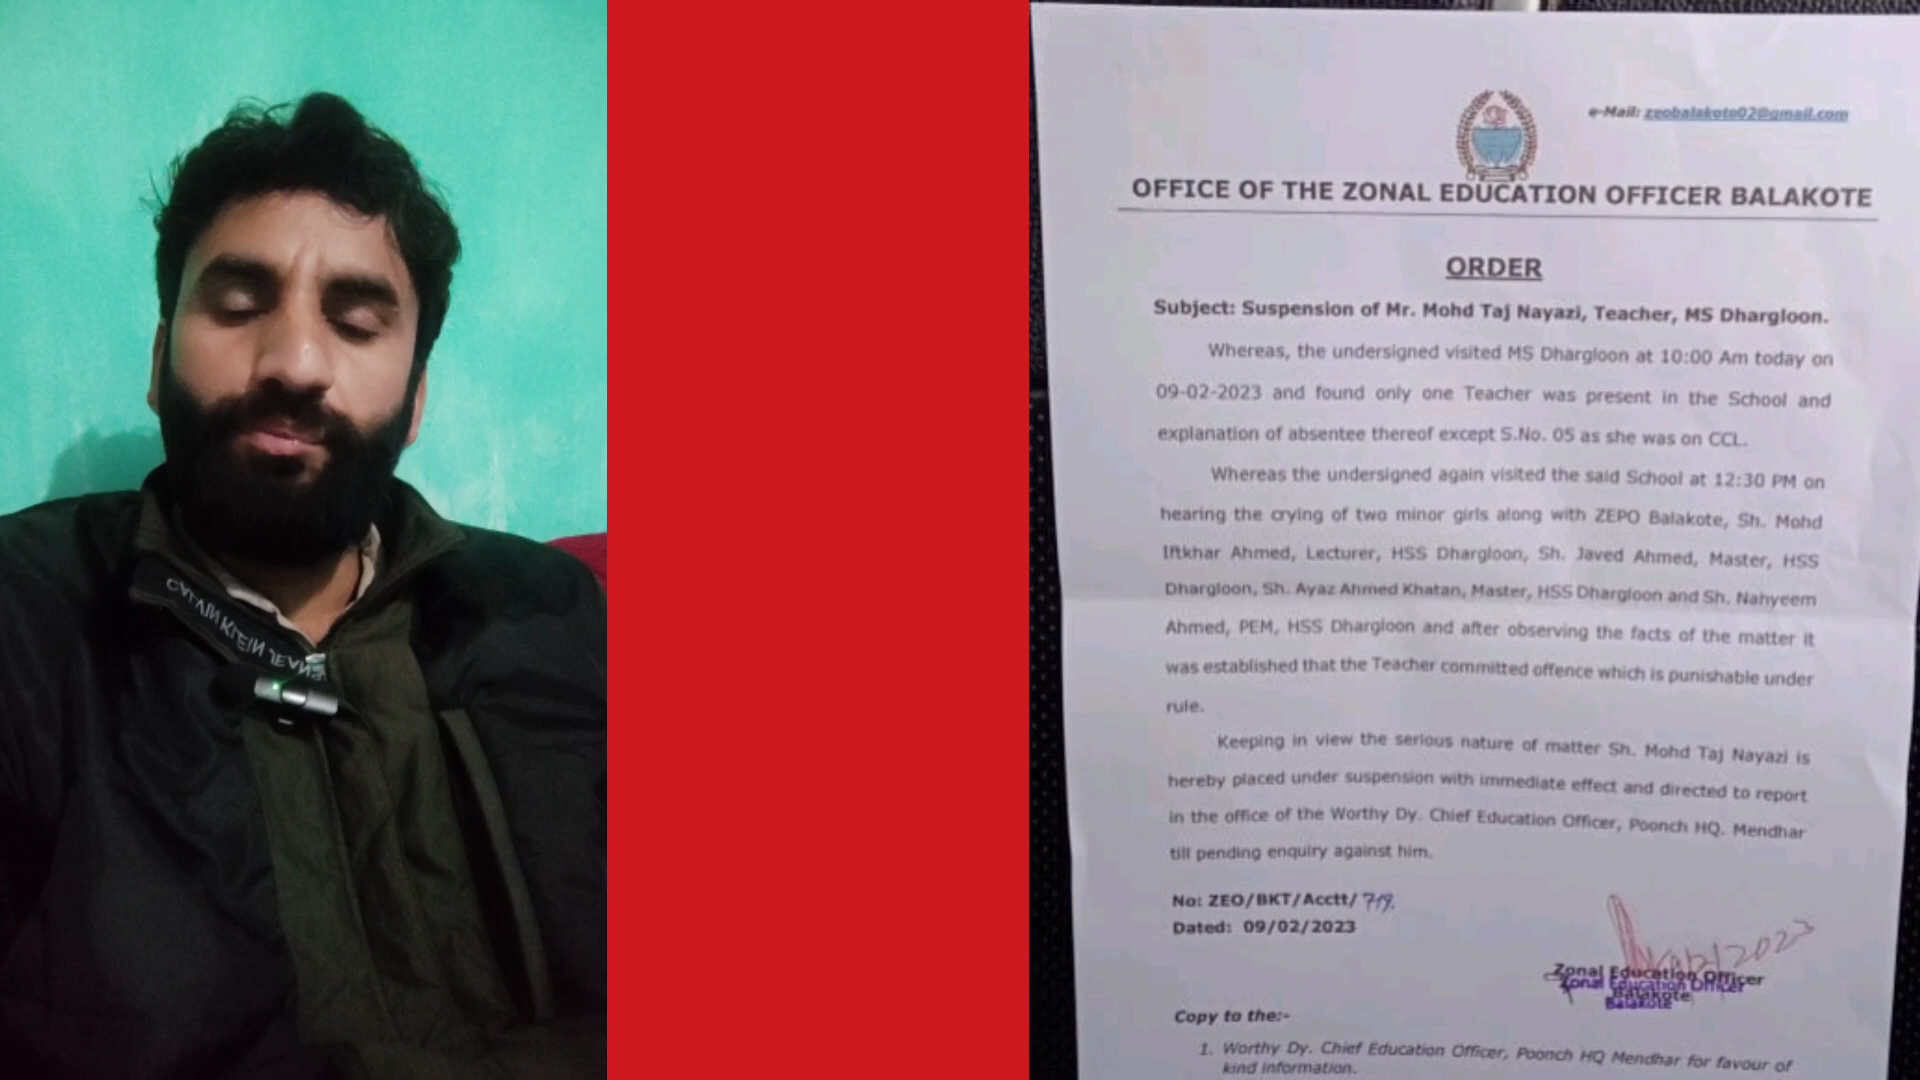 CALVIN KLEIN JEANS
e-Mail: zeobalakote02@gmail.com
OFFICE OF THE ZONAL EDUCATION OFFICER BALAKOTE
ORDER
Subject: Suspension of Mr. Mohd Taj Nayazi, Teacher, MS Dhargloon.
Whereas, the undersigned visited MS Dhargloon at 10:00 Am today on
09-02-2023 and found only one Teacher was present in the School and
explanation of absentee thereof except S.No. 05 as she was on CCL.
Whereas the undersigned again visited the said School at 12:30 PM on
hearing the crying of two minor girls along with ZEPO Balakote, Sh. Mohd
Iftkhar Ahmed, Lecturer, HSS Dhargloon, Sh. Javed Ahmed, Master, HSS
Dhargloon, Sh. Ayaz Ahmed Khatan, Master, HSS Dhargloon and Sh. Nahyeem
Ahmed, PEM, HSS Dhargloon and after observing the facts of the matter it
was established that the Teacher committed offence which is punishable under
rule.
Keeping in view the serious nature of matter Sh. Mohd Taj Nayazi is
hereby placed under suspension with immediate effect and directed to report
in the office of the Worthy Dy. Chief Education Officer, Poonch HQ. Mendhar
till pending enquiry against him.
No: ZEO/BKT/Acctt/ 719.
Dated: 09/02/2023
Zonal Education Officer
Zonal Education Officer
Balakote
Balakote
Copy to the:-
1. Worthy Dy. Chief Education Officer, Poonch HQ Mendhar for favour of
kind information.